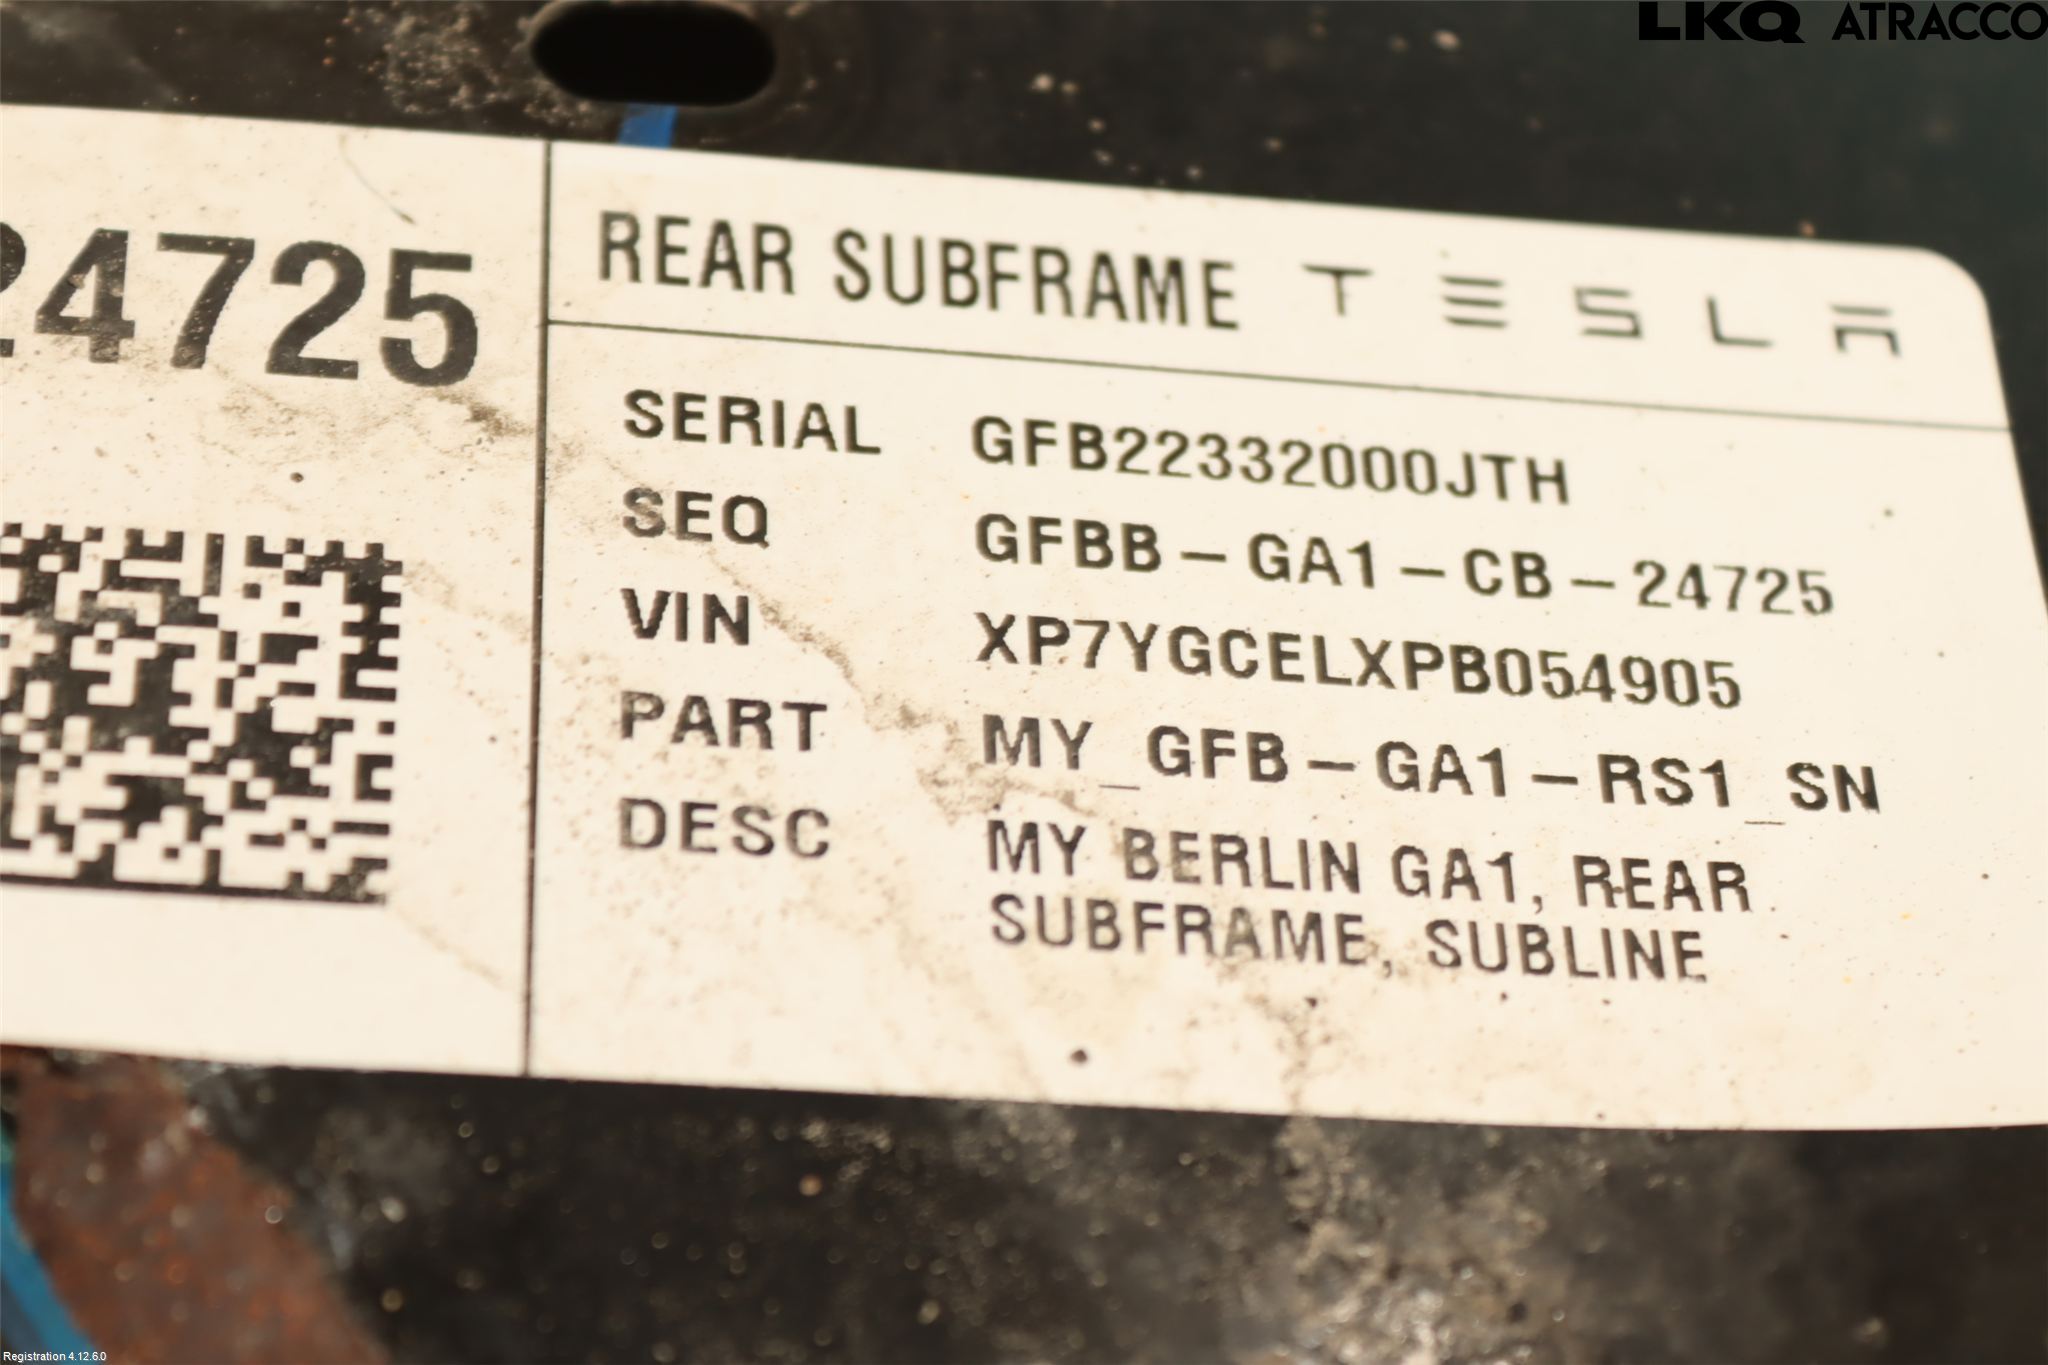 LKQ ATRACCO
24725
REAR SUBFRAME TESLA
SERIAL GFB22332000JTH
SEQ GFBB-GA1-CB-24725
VIN XP7YGCELXPB054905
PART MY_GFB-GA1-RS1_SN
DESC MY BERLIN GA1, REAR
SUBFRAME, SUBLINE
Registration 4.12.6.0